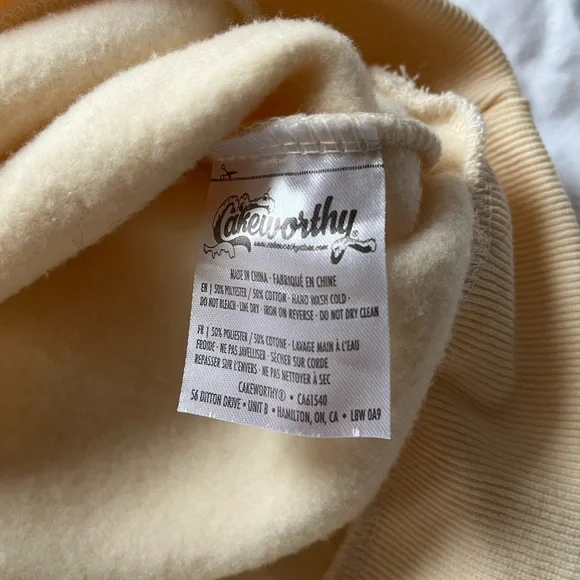 Cakeworthy®
MADE IN CHINA · FABRIQUÉ EN CHINE
EN | 50% POLYESTER / 50% COTTON · HAND WASH COLD ·
DO NOT BLEACH · LINE DRY · IRON ON REVERSE · DO NOT DRY CLEAN
FR | 50% POLIESTER / 50% COTONE · LAVAGE MAIN À L'EAU
FROIDE · NE PAS JAVELLISER · SÉCHER SUR CORDE
REPASSER SUR L'ENVERS · NE PAS NETTOYER À SEC
CAKEWORTHY® · CA61540
56 DITTON DRIVE · UNIT B · HAMILTON, ON, CA · L8W 0A9